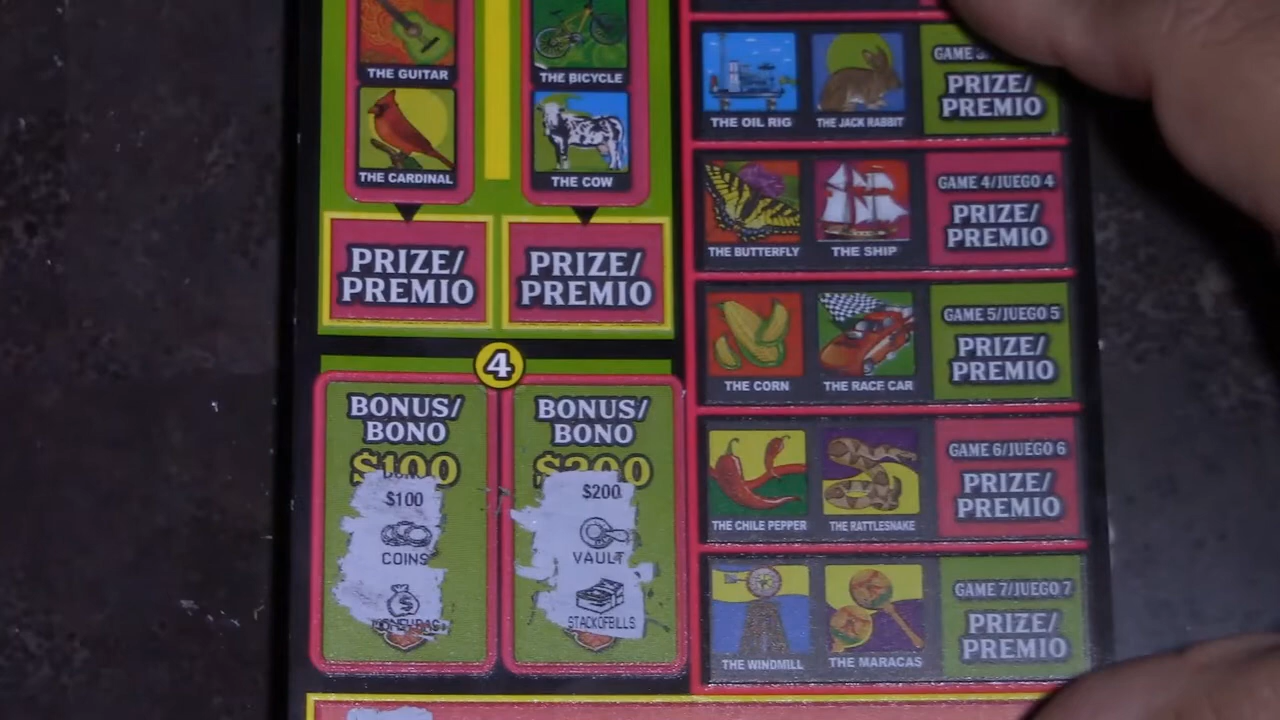 THE GUITAR
THE BICYCLE
THE CARDINAL
THE COW
PRIZE/
PREMIO
PRIZE/
PREMIO
4
BONUS/
BONO
$100
$100
COINS
BONUS/
BONO
$200
$200
VAULT
STACKOFBILLS
THE OIL RIG
THE JACK RABBIT
GAME 3
PRIZE/
PREMIO
THE BUTTERFLY
THE SHIP
GAME 4/JUEGO 4
PRIZE/
PREMIO
THE CORN
THE RACE CAR
GAME 5/JUEGO 5
PRIZE/
PREMIO
THE CHILE PEPPER
THE RATTLESNAKE
GAME 6/JUEGO 6
PRIZE/
PREMIO
THE WINDMILL
THE MARACAS
GAME 7/JUEGO 7
PRIZE/
PREMIO